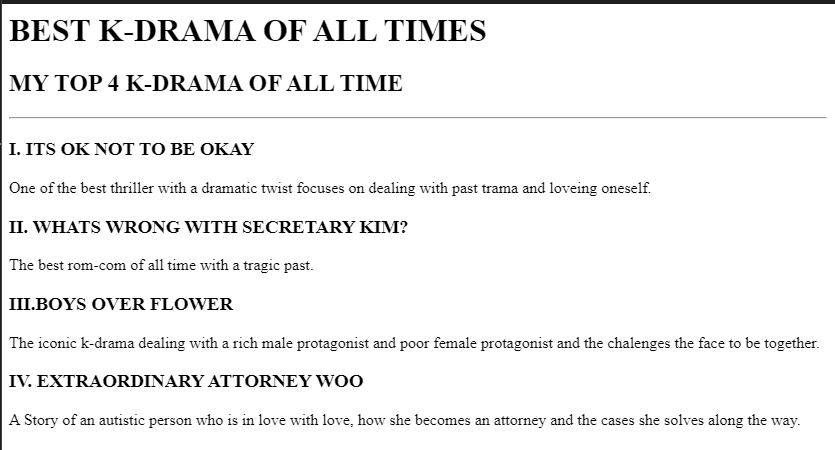 BEST K-DRAMA OF ALL TIMES
MY TOP 4 K-DRAMA OF ALL TIME
I. ITS OK NOT TO BE OKAY
One of the best thriller with a dramatic twist focuses on dealing with past trama and loveing oneself.
II. WHATS WRONG WITH SECRETARY KIM?
The best rom-com of all time with a tragic past.
III.BOYS OVER FLOWER
The iconic k-drama dealing with a rich male protagonist and poor female protagonist and the chalenges the face to be together.
IV. EXTRAORDINARY ATTORNEY WOO
A Story of an autistic person who is in love with love, how she becomes an attorney and the cases she solves along the way.